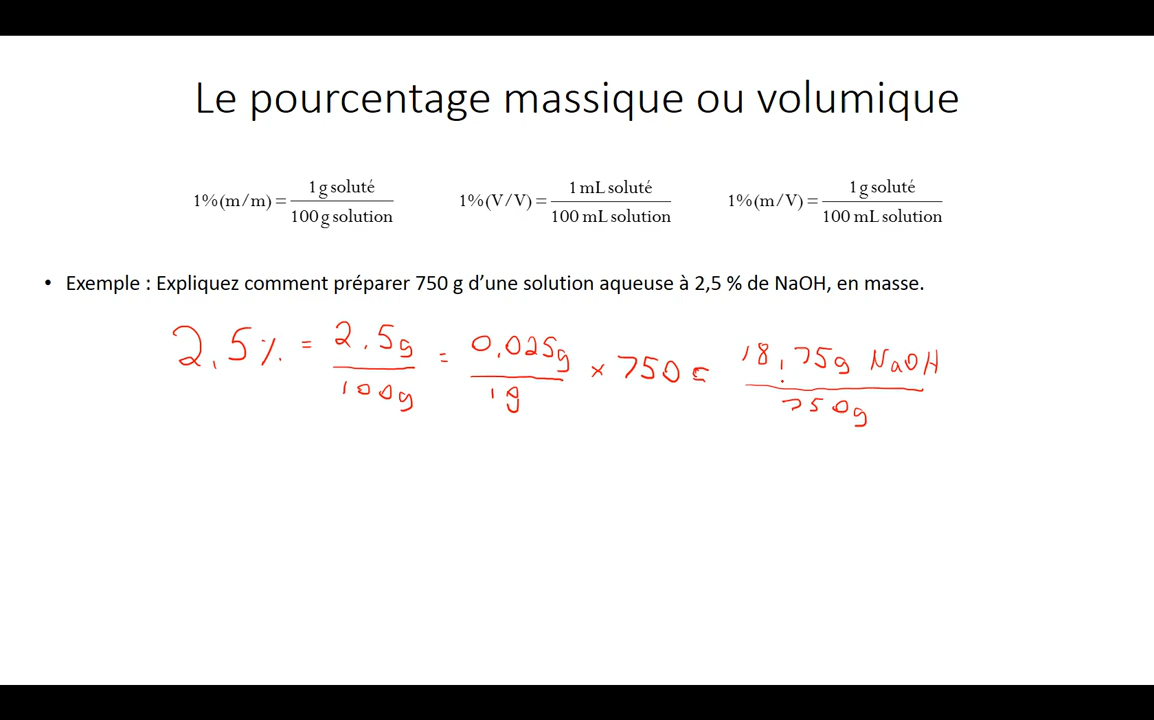 Le pourcentage massique ou volumique
1%(m/m) = 1 g soluté / 100 g solution 1%(V/V) = 1 mL soluté / 100 mL solution 1%(m/V) = 1 g soluté / 100 mL solution
• Exemple : Expliquez comment préparer 750 g d’une solution aqueuse à 2,5 % de NaOH, en masse.
2.5% = 2.5g / 100g = 0.025g / 1g × 750 = 18.75g NaOH / 750g